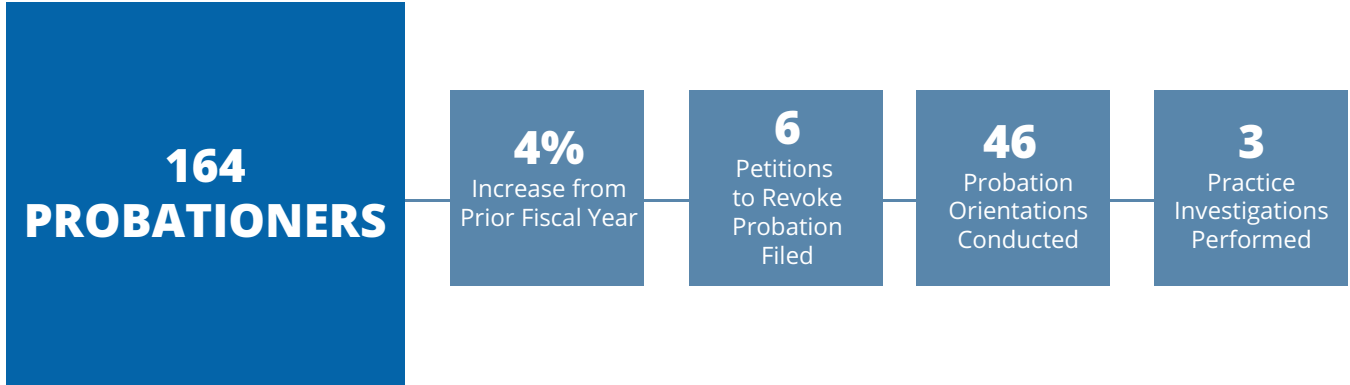 164
PROBATIONERS
4%
Increase from
Prior Fiscal Year
6
Petitions
to Revoke
Probation
Filed
46
Probation
Orientations
Conducted
3
Practice
Investigations
Performed